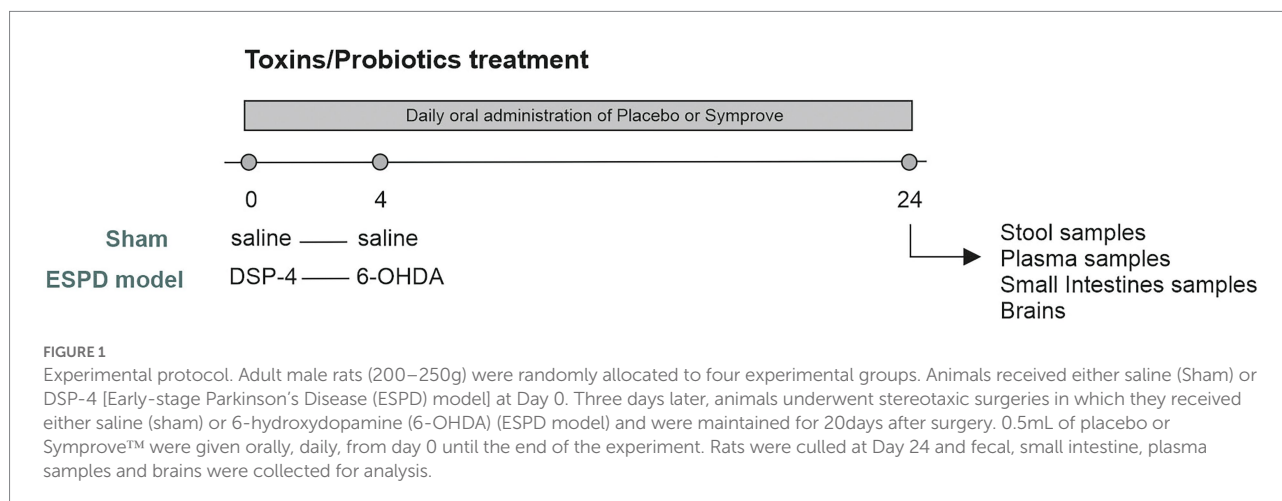 Toxins/Probiotics treatment
Daily oral administration of Placebo or Symprove
0 4 24
Sham saline saline
ESPD model DSP-4 6-OHDA
Stool samples
Plasma samples
Small Intestines samples
Brains
FIGURE 1
Experimental protocol. Adult male rats (200–250g) were randomly allocated to four experimental groups. Animals received either saline (Sham) or
DSP-4 [Early-stage Parkinson's Disease (ESPD) model] at Day 0. Three days later, animals underwent stereotaxic surgeries in which they received
either saline (sham) or 6-hydroxydopamine (6-OHDA) (ESPD model) and were maintained for 20days after surgery. 0.5mL of placebo or
Symprove™ were given orally, daily, from day 0 until the end of the experiment. Rats were culled at Day 24 and fecal, small intestine, plasma
samples and brains were collected for analysis.